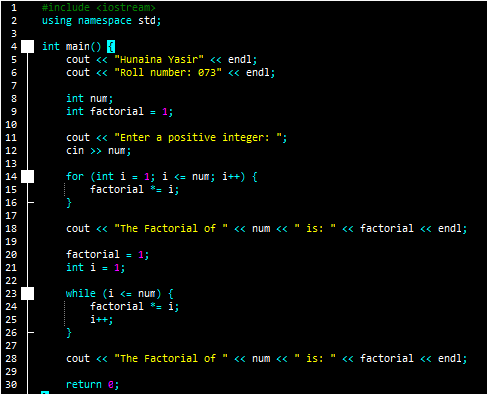 1 #include <iostream>
2 using namespace std;
3
4 int main() {
5 cout << "Hunaina Yasir" << endl;
6 cout << "Roll number: 073" << endl;
7
8 int num;
9 int factorial = 1;
10
11 cout << "Enter a positive integer: ";
12 cin >> num;
13
14 for (int i = 1; i <= num; i++) {
15 factorial *= i;
16 }
17
18 cout << "The Factorial of " << num << " is: " << factorial << endl;
19
20 factorial = 1;
21 int i = 1;
22
23 while (i <= num) {
24 factorial *= i;
25 i++;
26 }
27
28 cout << "The Factorial of " << num << " is: " << factorial << endl;
29
30 return 0;